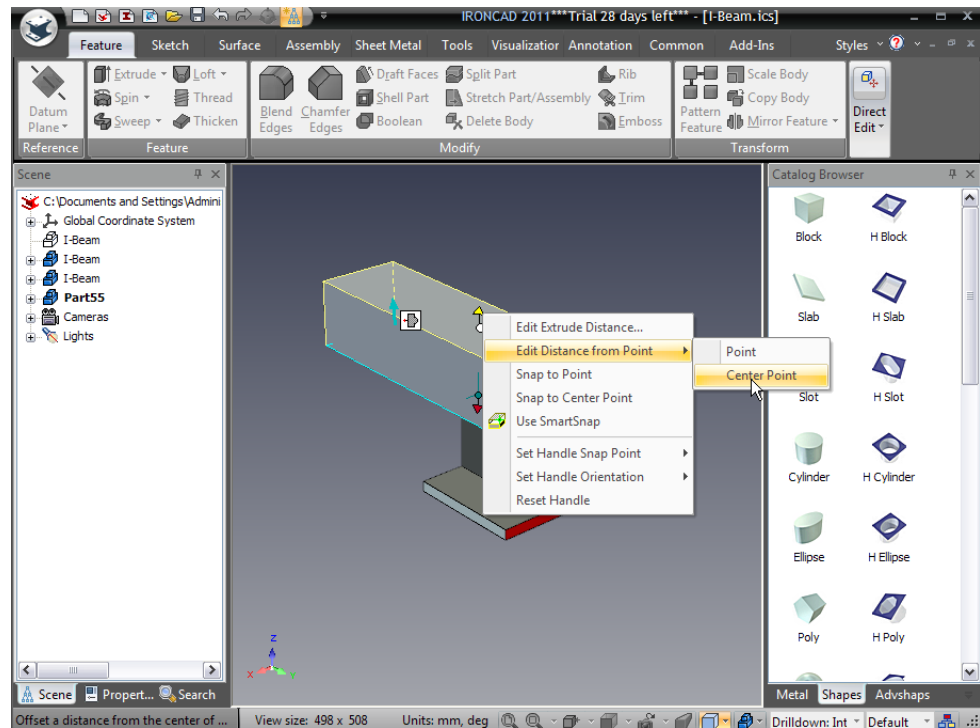 IRONCAD 2011***Trial 28 days left*** - [I-Beam.ics]
Feature Sketch Surface Assembly Sheet Metal Tools Visualization Annotation Common Add-Ins Styles
Extrude Loft Draft Faces Split Part Rib Scale Body
Datum Plane Spin Thread Blend Edges Chamfer Edges Shell Part Stretch Part/Assembly Trim Pattern Feature Copy Body Direct Edit
Sweep Thicken Boolean Delete Body Emboss Mirror Feature
Reference Feature Modify Transform
Scene
C:\Documents and Settings\Admini
Global Coordinate System
I-Beam
I-Beam
I-Beam
Part55
Cameras
Lights
Edit Extrude Distance...
Edit Distance from Point
Snap to Point
Snap to Center Point
Use SmartSnap
Set Handle Snap Point
Set Handle Orientation
Reset Handle
Point
Center Point
Z
X
Y
Catalog Browser
Block H Block
Slab H Slab
Slot H Slot
Cylinder H Cylinder
Ellipse H Ellipse
Poly H Poly
Scene Propert... Search
Metal Shapes Advshaps
Offset a distance from the center of ... View size: 498 x 508 Units: mm, deg Drilldown: Int Default